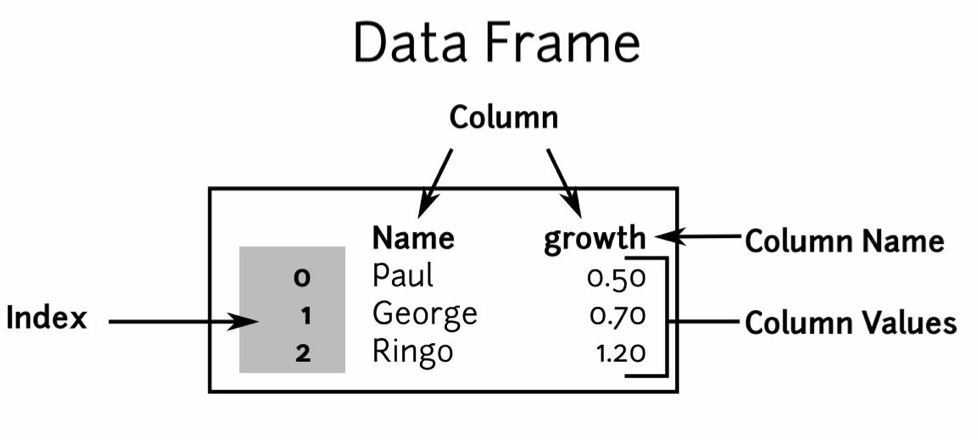 Data Frame
Column
Name growth Column Name
0 Paul 0.50
Index 1 George 0.70 Column Values
2 Ringo 1.20